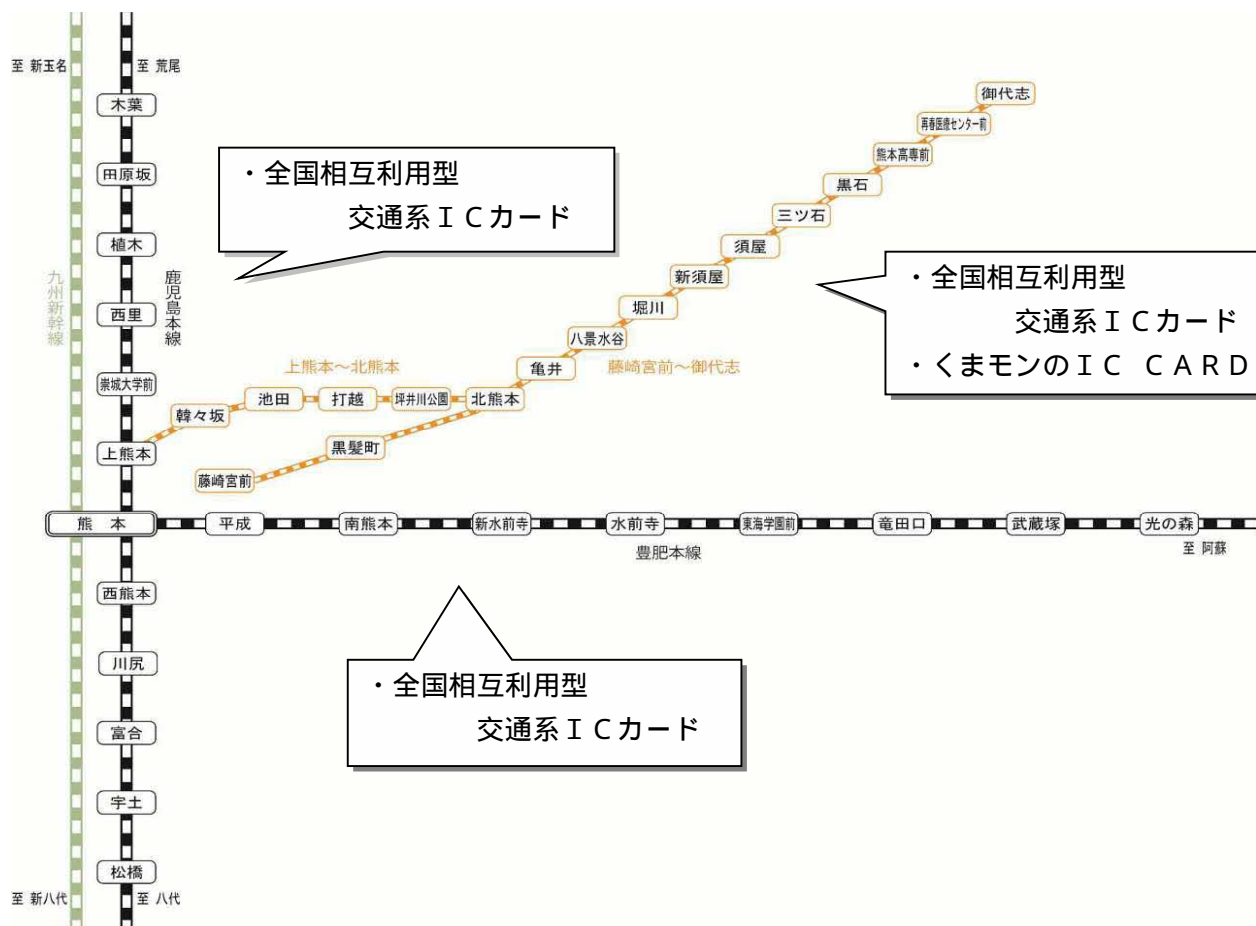 至 新玉名
至 荒尾
木葉
田原坂
植木
西里
崇城大学前
上熊本
熊 本
西熊本
川尻
富合
宇土
松橋
至 新八代
至 八代
九州新幹線
鹿児島本線
・全国相互利用型
交通系ICカード
御代志
再春医療センター前
熊本高専前
黒石
三ツ石
須屋
新須屋
堀川
八景水谷
亀井
北熊本
・全国相互利用型
交通系ICカード
・くまモンのIC CARD
上熊本～北熊本
藤崎宮前～御代志
韓々坂
池田
打越
坪井川公園
黒髪町
藤崎宮前
平成
南熊本
新水前寺
水前寺
東海学園前
竜田口
武蔵塚
光の森
豊肥本線
至 阿蘇
・全国相互利用型
交通系ICカード